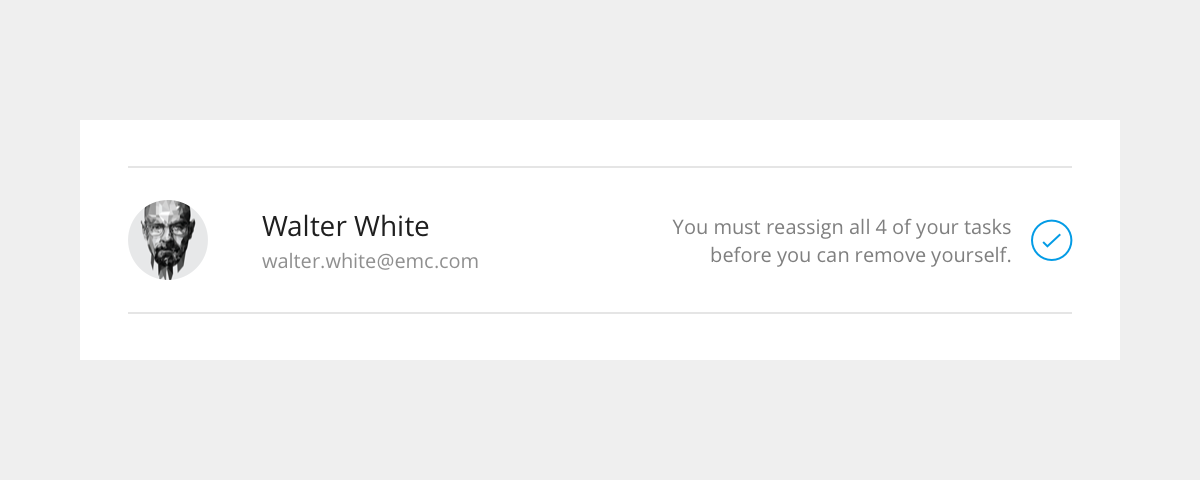 Walter White
walter.white@emc.com
You must reassign all 4 of your tasks
before you can remove yourself.